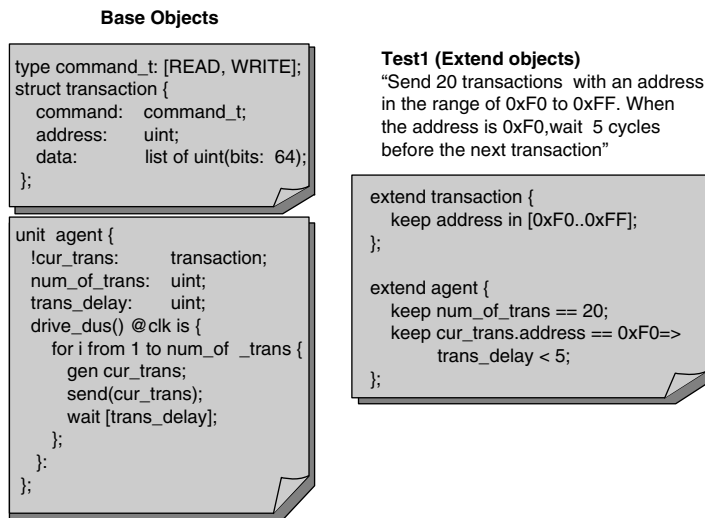 Base Objects
type command_t: [READ, WRITE];
struct transaction {
command: command_t;
address: uint;
data: list of uint(bits: 64);
};
unit agent {
!cur_trans: transaction;
num_of_trans: uint;
trans_delay: uint;
drive_dus() @clk is {
for i from 1 to num_of _trans {
gen cur_trans;
send(cur_trans);
wait [trans_delay];
};
}:
};
Test1 (Extend objects)
“Send 20 transactions with an address
in the range of 0xF0 to 0xFF. When
the address is 0xF0,wait 5 cycles
before the next transaction”
extend transaction {
keep address in [0xF0..0xFF];
};
extend agent {
keep num_of_trans == 20;
keep cur_trans.address == 0xF0=>
trans_delay < 5;
};